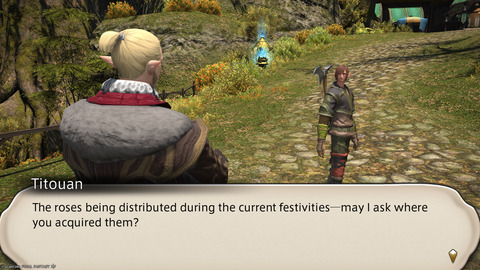 Titouan
The roses being distributed during the current festivities─may I ask where
you acquired them?